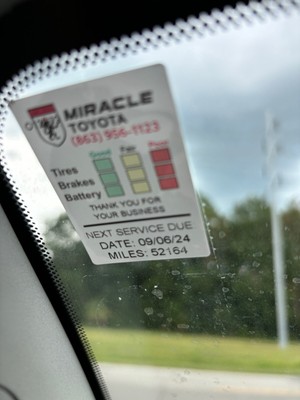 MIRACLE
TOYOTA
(863) 956-1123
Good Fair Poor
Tires
Brakes
Battery
THANK YOU FOR
YOUR BUSINESS
NEXT SERVICE DUE
DATE: 09/06/24
MILES: 52164